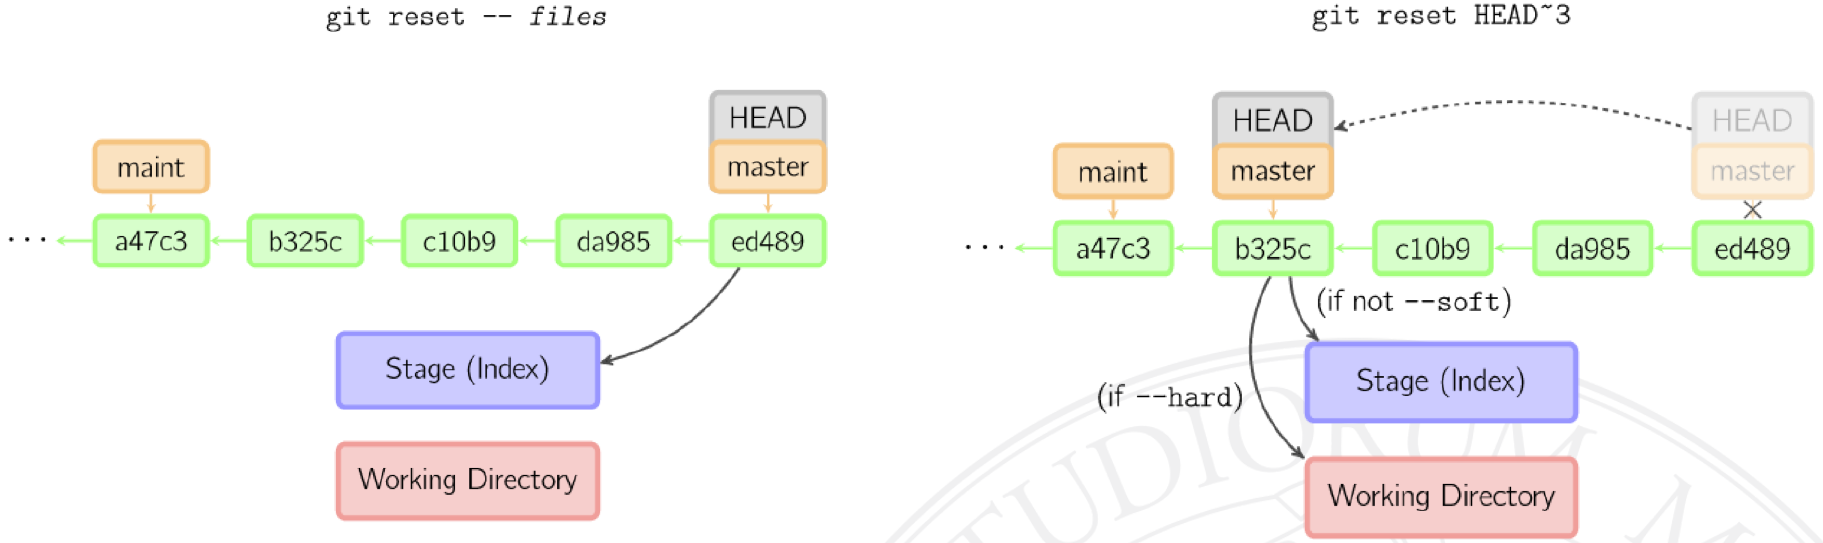 git reset -- files
HEAD
maint
master
... a47c3 b325c c10b9 da985 ed489
Stage (Index)
Working Directory
git reset HEAD~3
HEAD HEAD
maint master master
... a47c3 b325c c10b9 da985 ed489
(if not --soft)
Stage (Index)
(if --hard)
Working Directory
TUDIORUM M